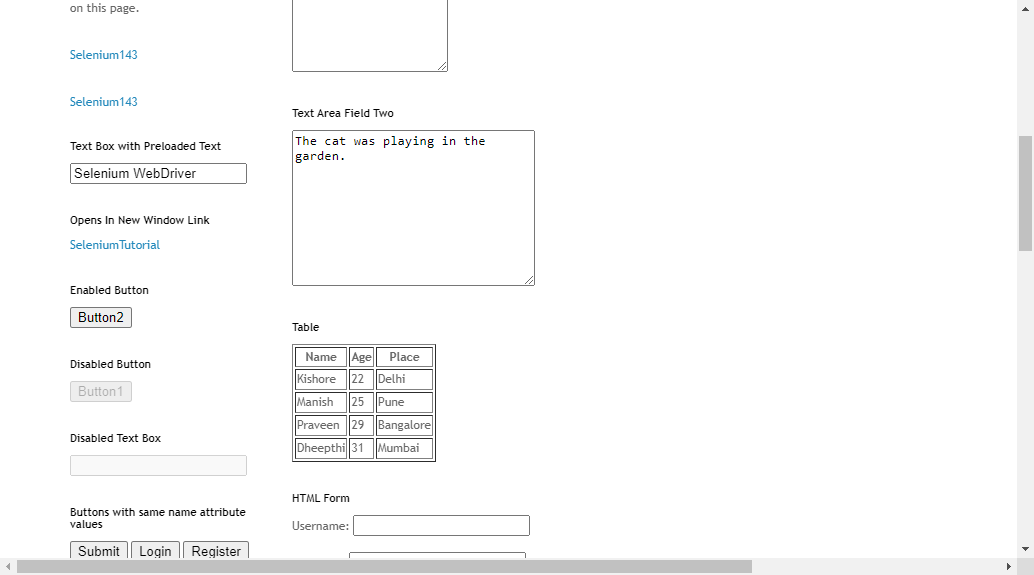 on this page.
Selenium143
Selenium143
Text Box with Preloaded Text
Selenium WebDriver
Opens In New Window Link
SeleniumTutorial
Enabled Button
Button2
Disabled Button
Button1
Disabled Text Box
Buttons with same name attribute
values
Submit Login Register
Text Area Field Two
The cat was playing in the
garden.
Table
Name Age Place
Kishore 22 Delhi
Manish 25 Pune
Praveen 29 Bangalore
Dheepthi 31 Mumbai
HTML Form
Username: